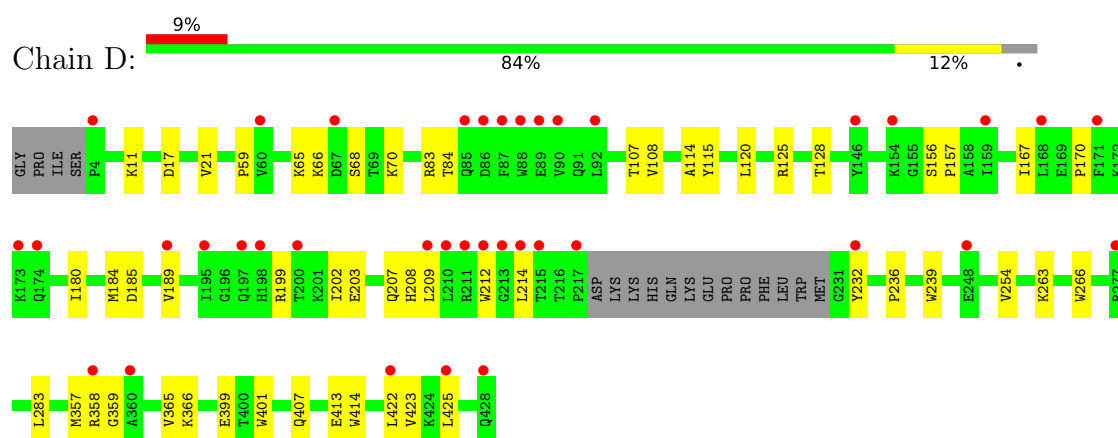 9%
Chain D:
84% 12% •
GLY PRO ILE SER P4 K11 D17 V21 P59 V60 K65 K66 D67 S68 T69 K70 R83 T84 Q85 D86 F87 W88 E89 V90 Q91 L92 T107 V108 A114 Y115 L120 R125 T128 Y146 K154 G155 S156 P157 A158 I159 I167 L168 E169 P170 F171 K172
K173 Q174 I180 M184 D185 V189 I195 G196 Q197 H198 R199 T200 K201 I202 E203 Q207 H208 L209 L210 R211 W212 G213 L214 T215 T216 P217 ASP LYS LYS HIS GLN LYS GLU PRO PRO PHE LEU TRP MET G231 Y232 P236 W239 E248 V254 K263 W266 R277
L283 M357 R358 G359 A360 V365 K366 E399 T400 W401 Q407 E413 W414 L422 V423 K424 L425 Q428